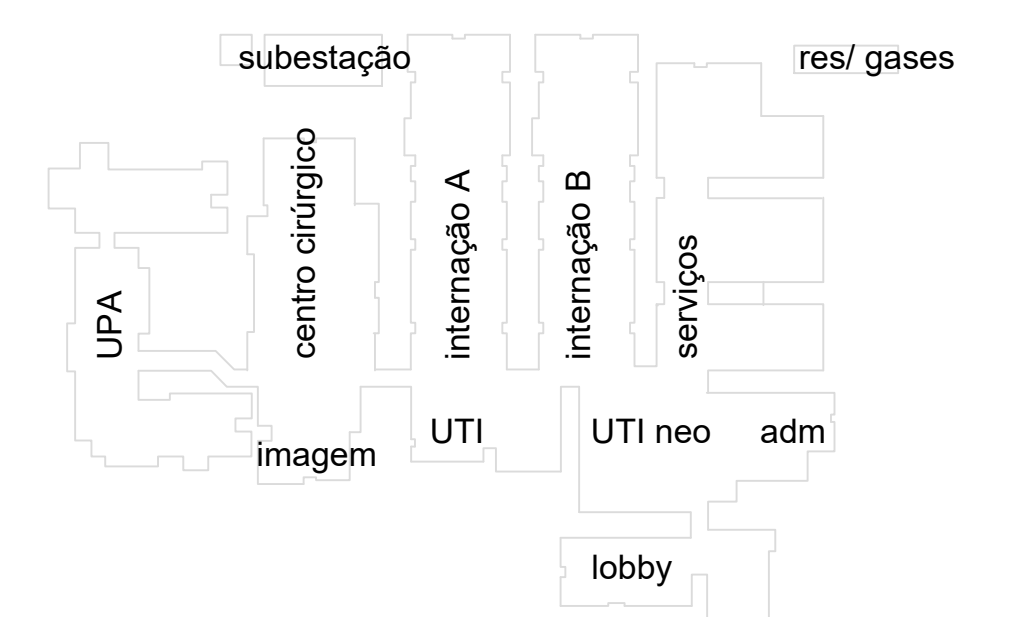 subestação
res/ gases
centro cirúrgico
internação A
internação B
serviços
UPA
imagem
UTI
UTI neo
adm
lobby